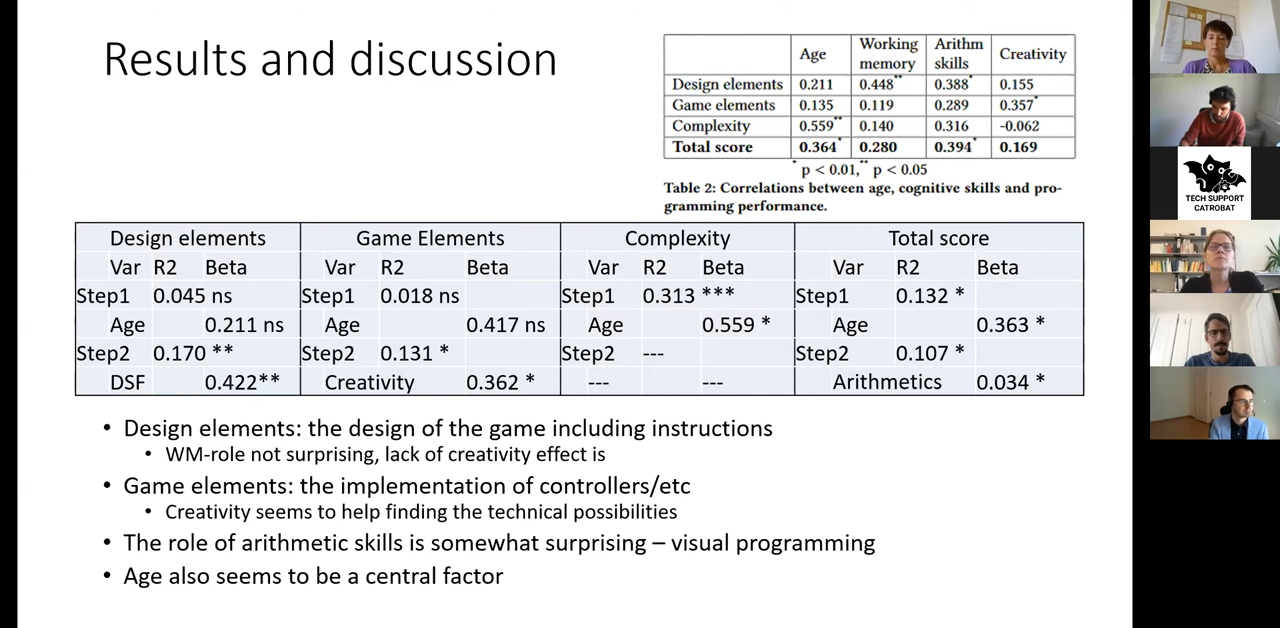 Results and discussion
Age Working memory Arithm skills Creativity
Design elements 0.211 0.448** 0.388* 0.155
Game elements 0.135 0.119 0.289 0.357*
Complexity 0.559** 0.140 0.316 -0.062
Total score 0.364* 0.280 0.394* 0.169
* p < 0.01, ** p < 0.05
Table 2: Correlations between age, cognitive skills and pro-
gramming performance.
Design elements Game Elements Complexity Total score
Var R2 Beta Var R2 Beta Var R2 Beta Var R2 Beta
Step1 0.045 ns Step1 0.018 ns Step1 0.313 *** Step1 0.132 *
Age 0.211 ns Age 0.417 ns Age 0.559 * Age 0.363 *
Step2 0.170 ** Step2 0.131 * Step2 --- Step2 0.107 *
DSF 0.422** Creativity 0.362 * --- --- Arithmetics 0.034 *
• Design elements: the design of the game including instructions
• WM-role not surprising, lack of creativity effect is
• Game elements: the implementation of controllers/etc
• Creativity seems to help finding the technical possibilities
• The role of arithmetic skills is somewhat surprising – visual programming
• Age also seems to be a central factor
TECH SUPPORT
CATROBAT